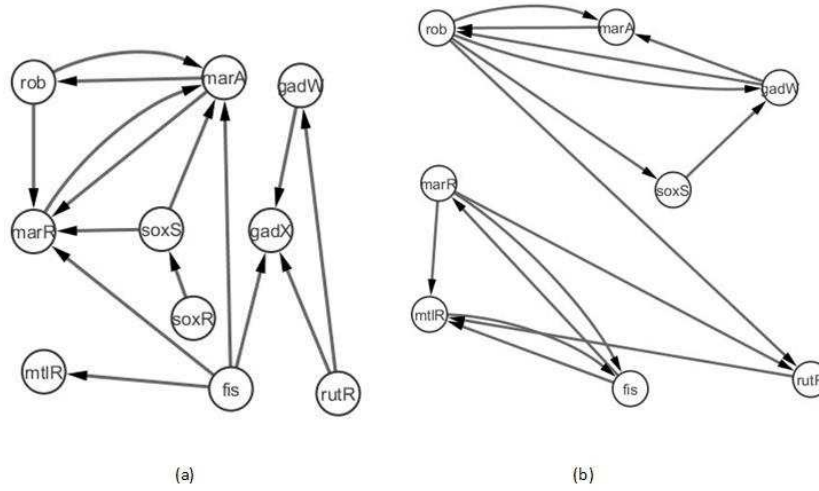 rob
marA
gadW
marR
soxS
gadX
soxR
mtlR
fis
rutR
(a)
rob
marA
gadW
soxS
marR
mtlR
fis
rutR
(b)